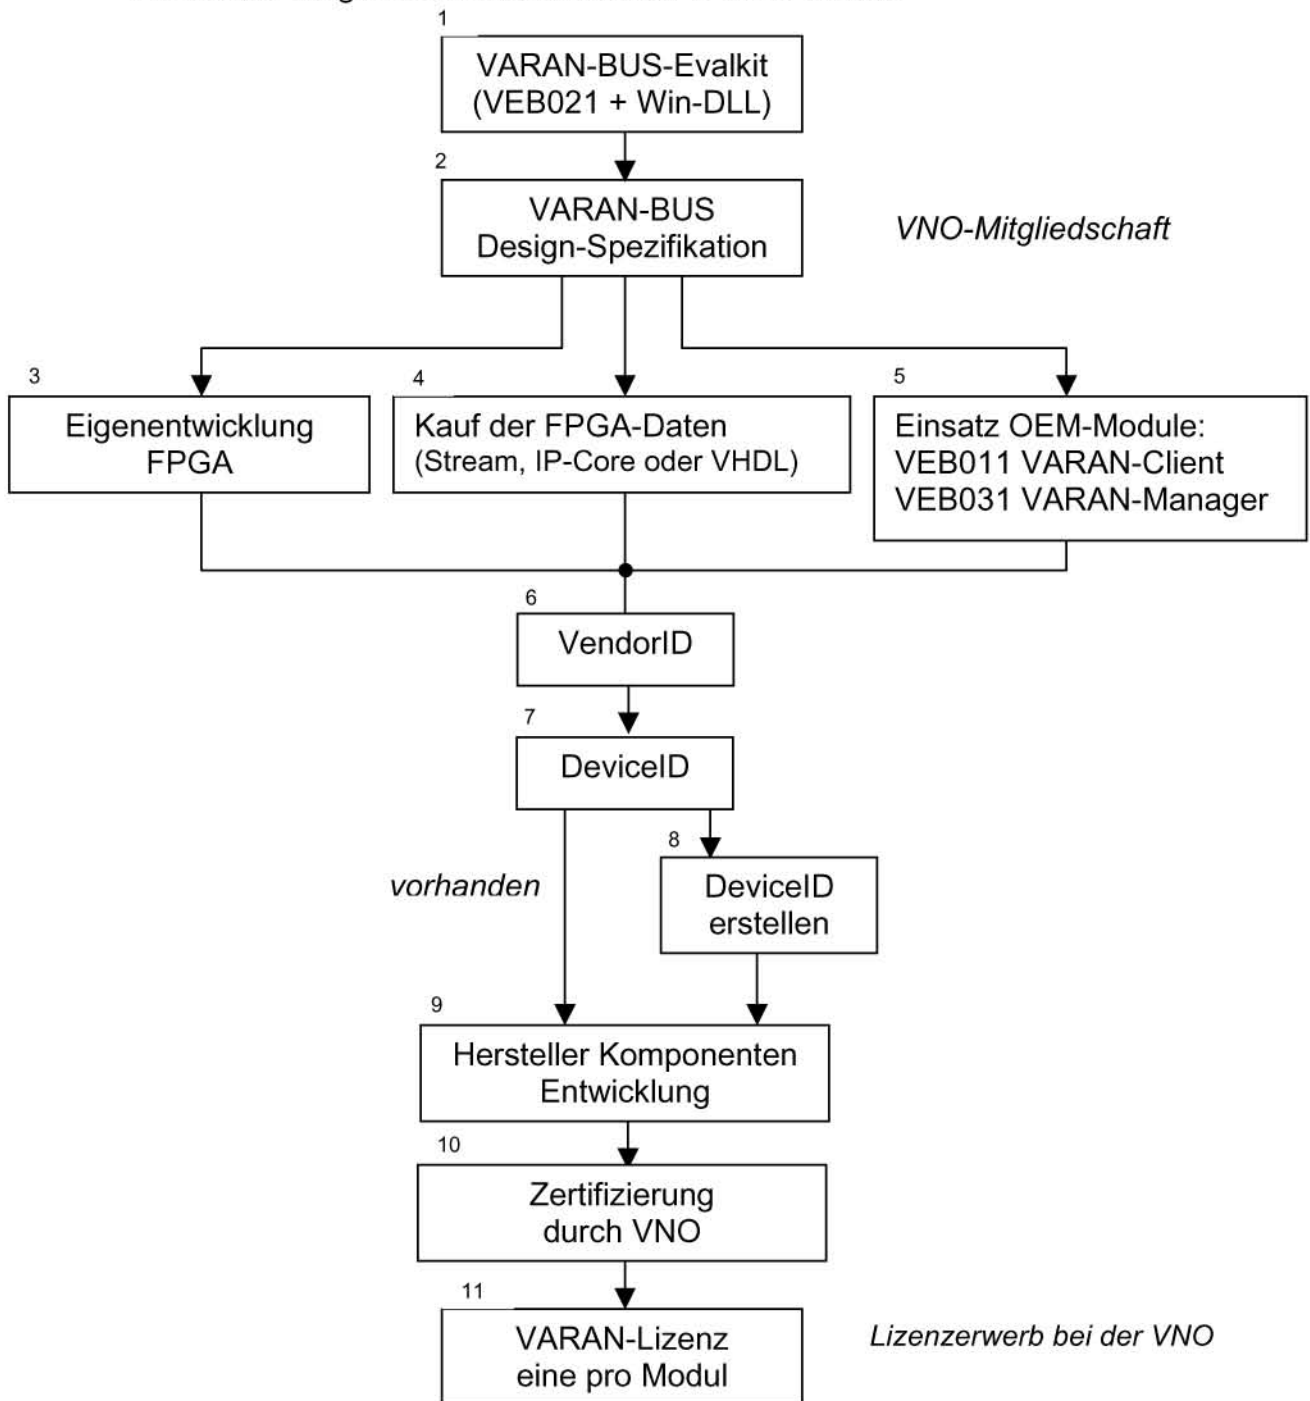 1
VARAN-BUS-Evalkit
(VEB021 + Win-DLL)
2
VARAN-BUS
Design-Spezifikation
VNO-Mitgliedschaft
3
Eigenentwicklung
FPGA
4
Kauf der FPGA-Daten
(Stream, IP-Core oder VHDL)
5
Einsatz OEM-Module:
VEB011 VARAN-Client
VEB031 VARAN-Manager
6
VendorID
7
DeviceID
vorhanden
8
DeviceID
erstellen
9
Hersteller Komponenten
Entwicklung
10
Zertifizierung
durch VNO
11
VARAN-Lizenz
eine pro Modul
Lizenzerwerb bei der VNO